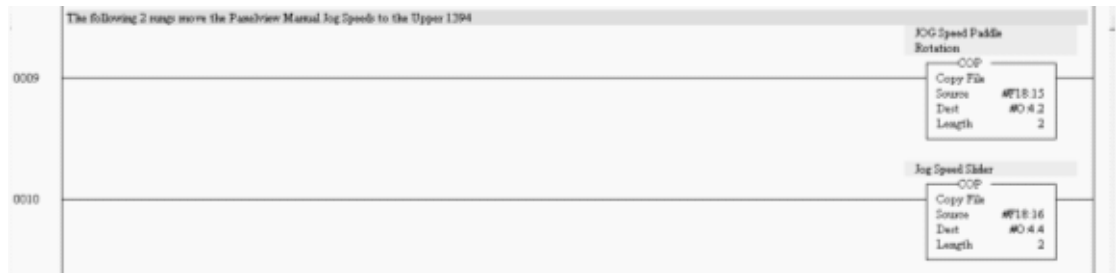 The following 2 rungs move the Panelview Manual Jog Speeds to the Upper 1394
JOG Speed Paddle
Rotation
0009
COP
Copy File
Source #F18:15
Dest #O:4.2
Length 2
Jog Speed Slider
0010
COP
Copy File
Source #F18:16
Dest #O:4.4
Length 2